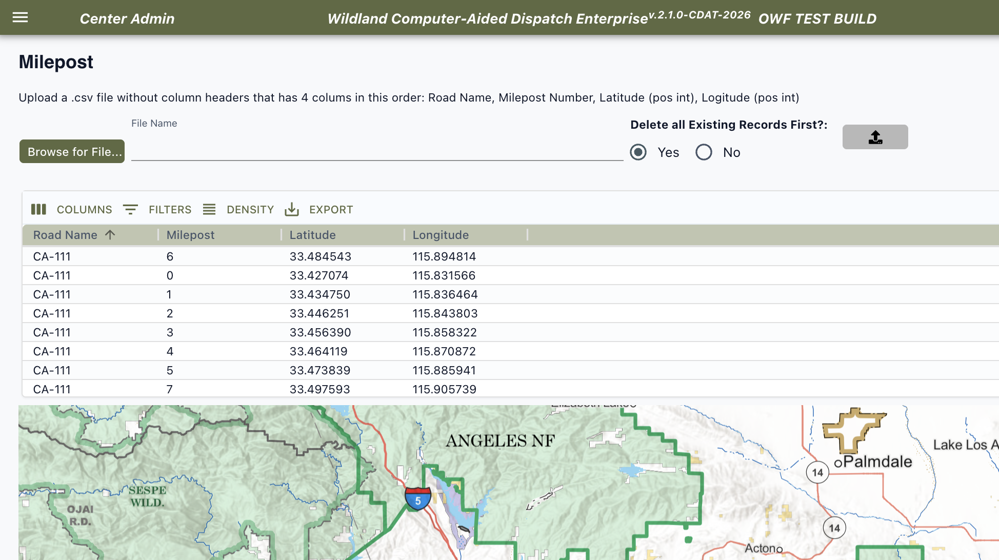 Center Admin
Wildland Computer-Aided Dispatch Enterprise v.2.1.0-CDAT-2026 OWF TEST BUILD
Milepost
Upload a .csv file without column headers that has 4 colums in this order: Road Name, Milepost Number, Latitude (pos int), Logitude (pos int)
File Name
Delete all Existing Records First?:
Browse for File...
Yes
No
COLUMNS FILTERS DENSITY EXPORT
Road Name Milepost Latitude Longitude
CA-111 6 33.484543 115.894814
CA-111 0 33.427074 115.831566
CA-111 1 33.434750 115.836464
CA-111 2 33.446251 115.843803
CA-111 3 33.456390 115.858322
CA-111 4 33.464119 115.870872
CA-111 5 33.473839 115.885941
CA-111 7 33.497593 115.905739
ANGELES NF
Lake Los
Palmdale
14
SESPE
WILD.
5
OJAI
R.D.
14
Acton